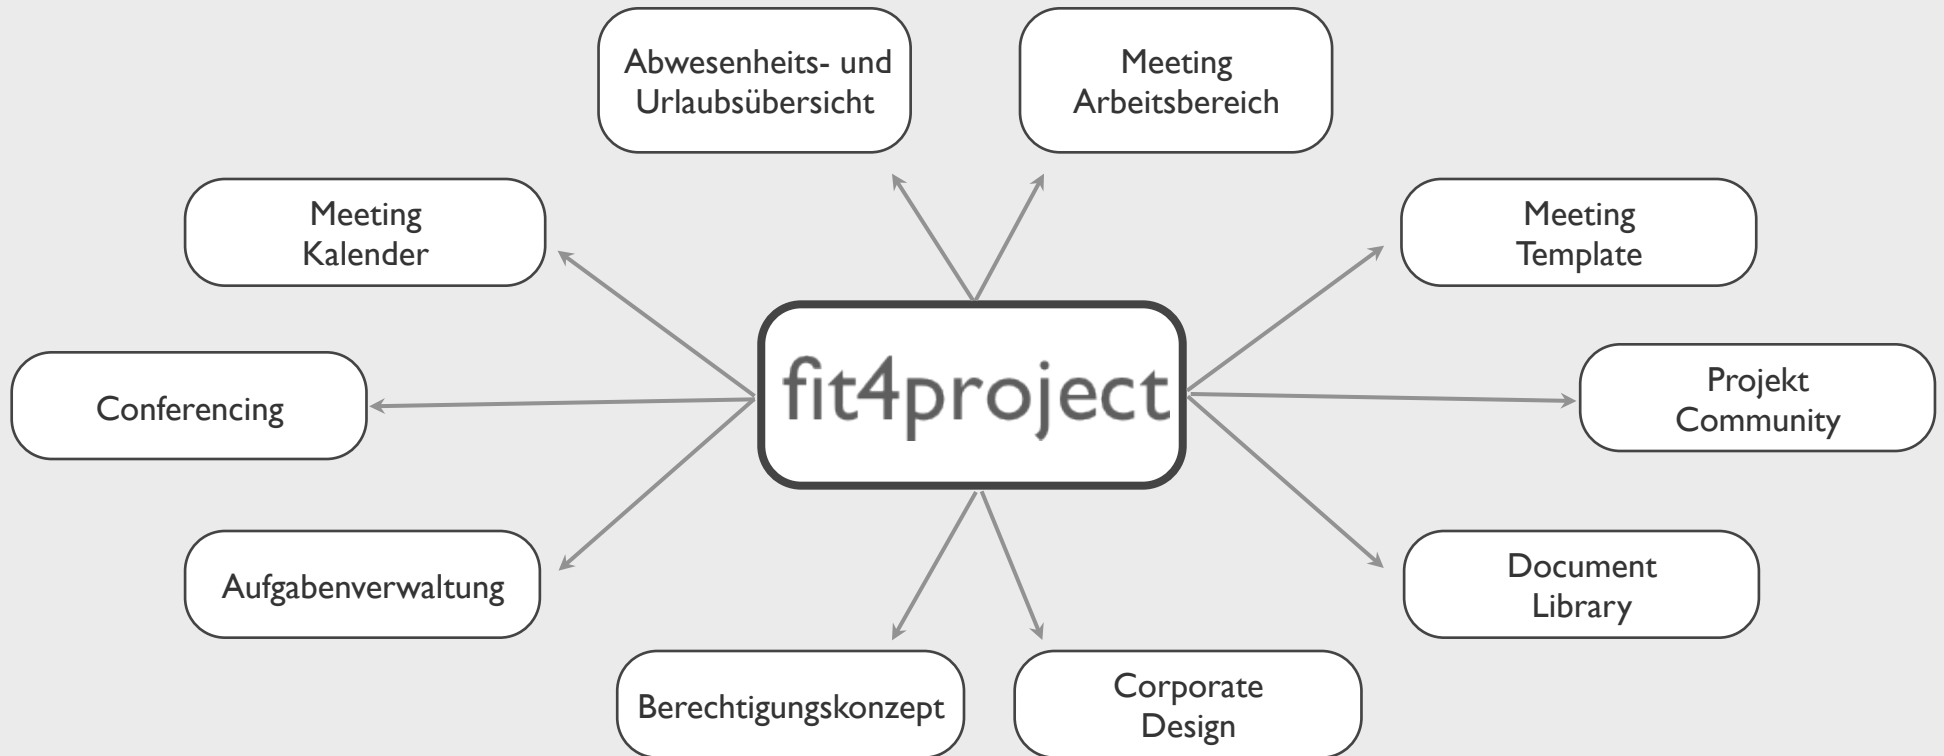 Abwesenheits- und
Urlaubsübersicht
Meeting
Arbeitsbereich
Meeting
Kalender
Meeting
Template
fit4project
Conferencing
Projekt
Community
Aufgabenverwaltung
Document
Library
Berechtigungskonzept
Corporate
Design